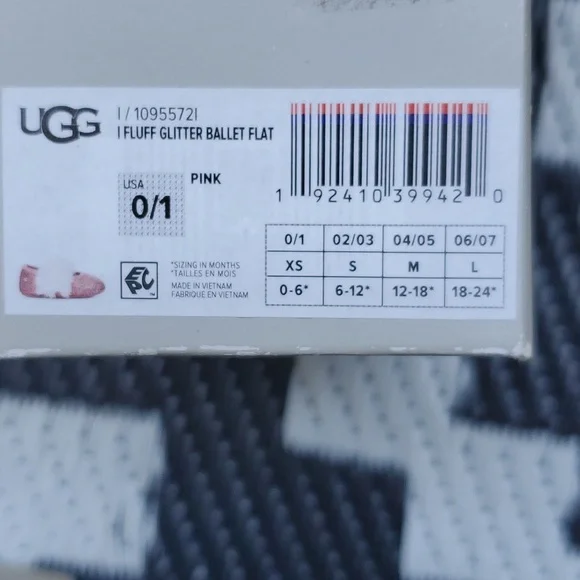 UGG
I / 1095572I
I FLUFF GLITTER BALLET FLAT
USA
0/1
PINK
1 92410 39942 0
0/1 02/03 04/05 06/07
XS S M L
0-6* 6-12* 12-18* 18-24*
*SIZING IN MONTHS
*TAILLES EN MOIS
MADE IN VIETNAM
FABRIQUE EN VIETNAM